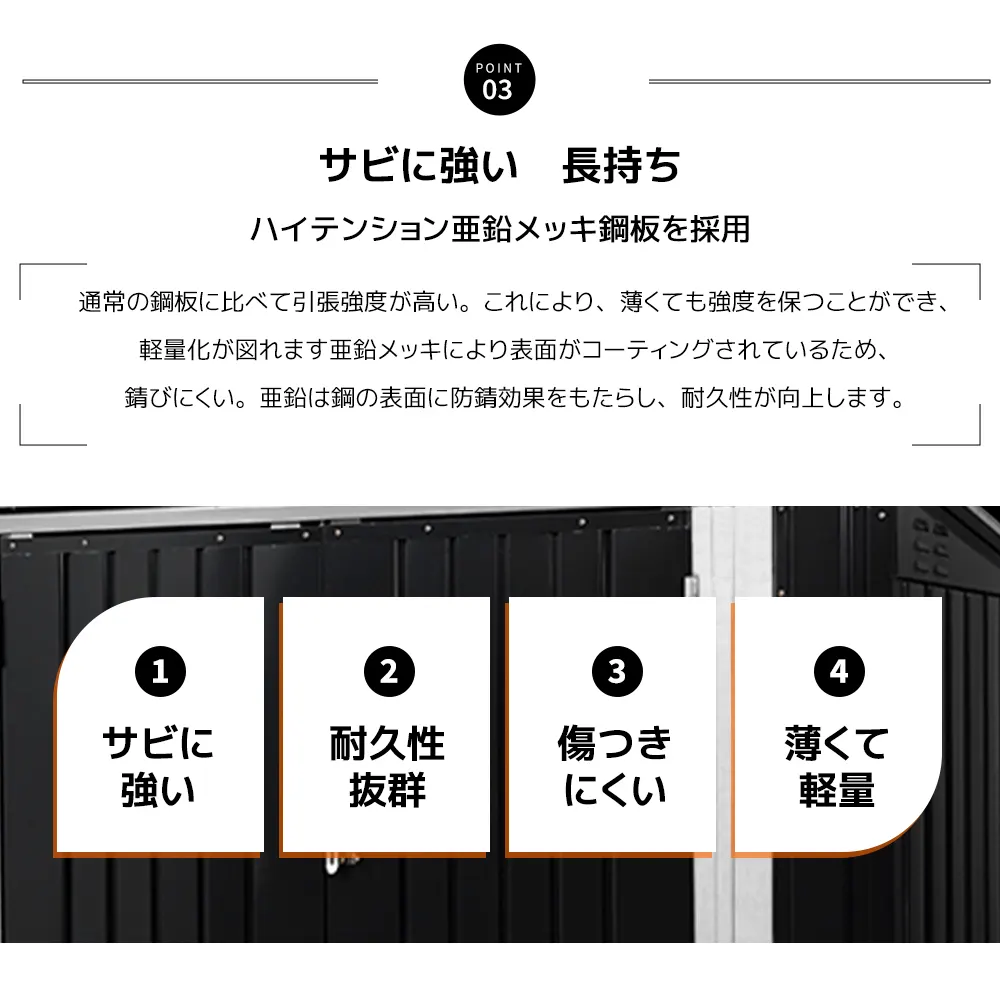 POINT
03
サビに強い　長持ち
ハイテンション亜鉛メッキ鋼板を採用
通常の鋼板に比べて引張強度が高い。これにより、薄くても強度を保つことができ、
軽量化が図れます亜鉛メッキにより表面がコーティングされているため、
錆びにくい。亜鉛は鋼の表面に防錆効果をもたらし、耐久性が向上します。
1
サビに
強い
2
耐久性
抜群
3
傷つき
にくい
4
薄くて
軽量